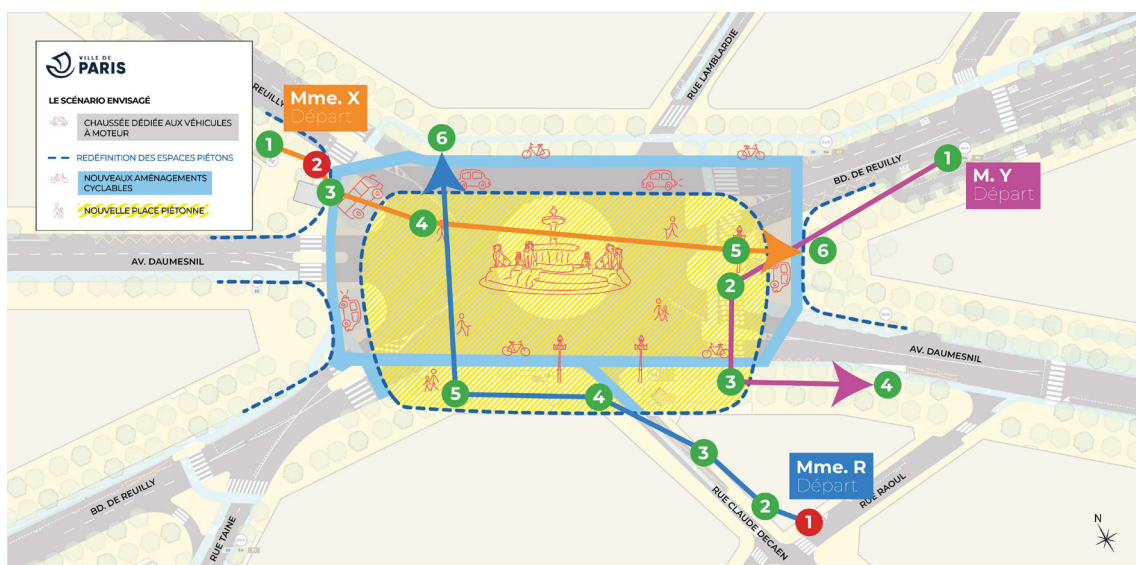 VILLE DE
PARIS
LE SCÉNARIO ENVISAGÉ
CHAUSSÉE DÉDIÉE AUX VÉHICULES
À MOTEUR
REDÉFINITION DES ESPACES PIÉTONS
NOUVEAUX AMÉNAGEMENTS
CYCLABLES
NOUVELLE PLACE PIÉTONNE
REUILLY
Mme. X
Départ
1
2
3
4
5
6
RUE LAMBLARDIE
BD. DE REUILLY
1
M. Y
Départ
6
2
3
4
AV. DAUMESNIL
AV. DAUMESNIL
5
4
3
2
1
Mme. R
Départ
RUE RAOUL
RUE CLAUDE DECAEN
BD. DE REUILLY
RUE TAINE
N